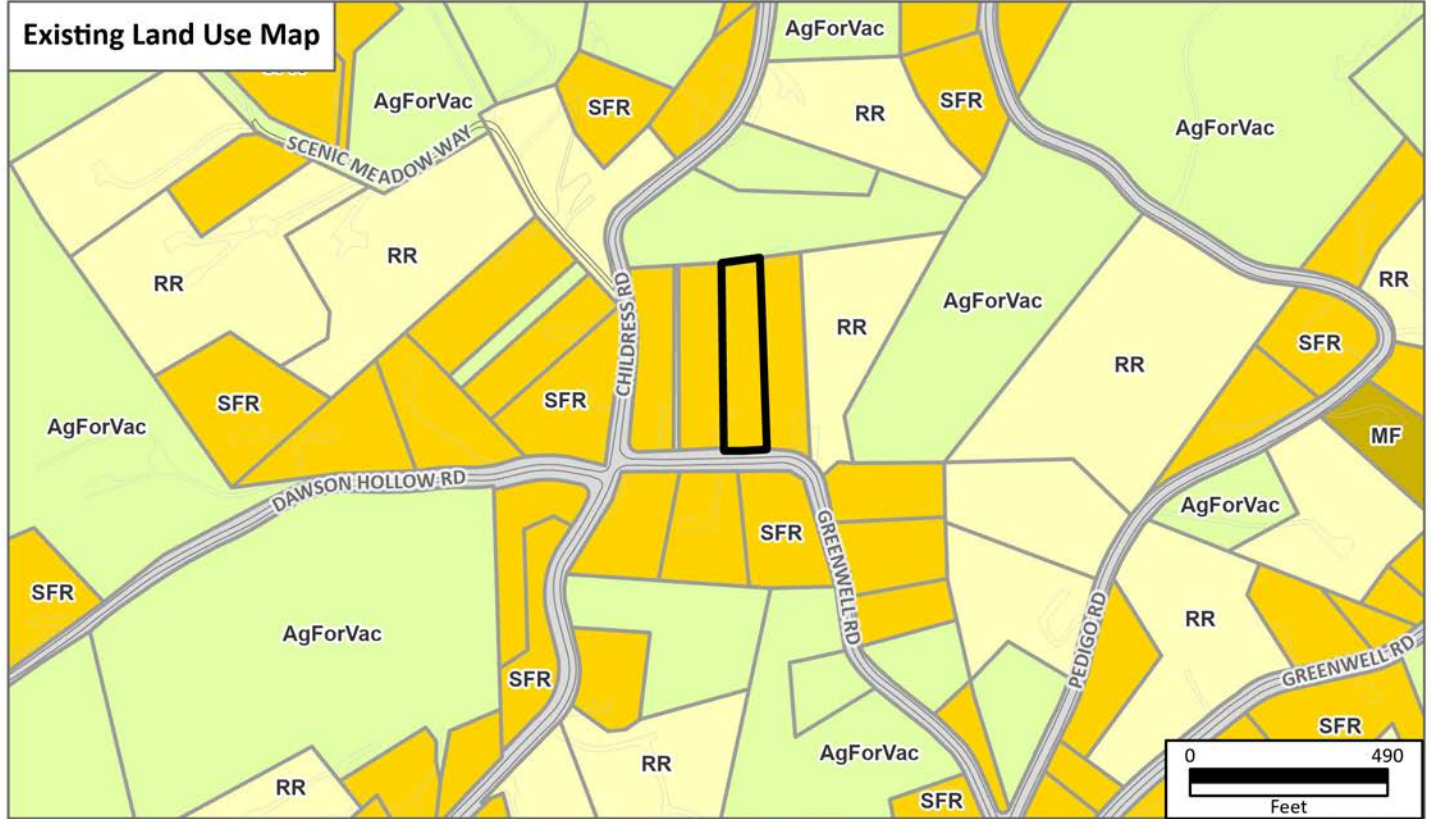 Existing Land Use Map
AgForVac
SFR
AgForVac
SFR
RR
SFR
AgForVac
SCENIC MEADOW WAY
RR
RR
RR
CHILDRESS RD
RR
AgForVac
RR
SFR
SFR
SFR
AgForVac
MF
DAWSON HOLLOW RD
AgForVac
SFR
GREENWELL RD
SFR
AgForVac
PEDIGO RD
RR
GREENWELL RD
SFR
SFR
AgForVac
RR
RR
SFR
0 490
Feet